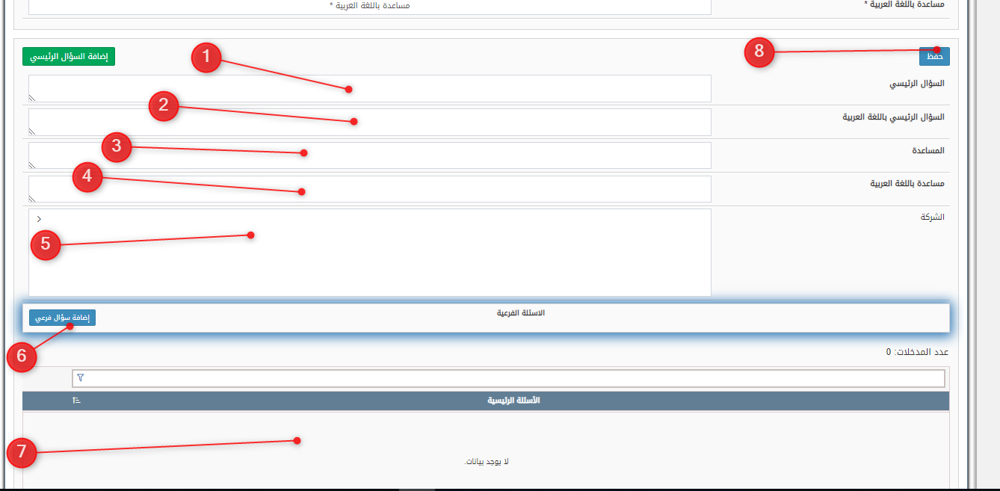 مساعدة باللغة العربية *
مساعدة باللغة العربية *
حفظ
8
1
إضافة السؤال الرئيسي
السؤال الرئيسي
2
السؤال الرئيسي باللغة العربية
3
المساعدة
4
مساعدة باللغة العربية
الشركة
5
الاسئلة الفرعية
إضافة سؤال فرعي
6
عدد المدخلات: 0
الأسئلة الرئيسية
7
لا يوجد بيانات.